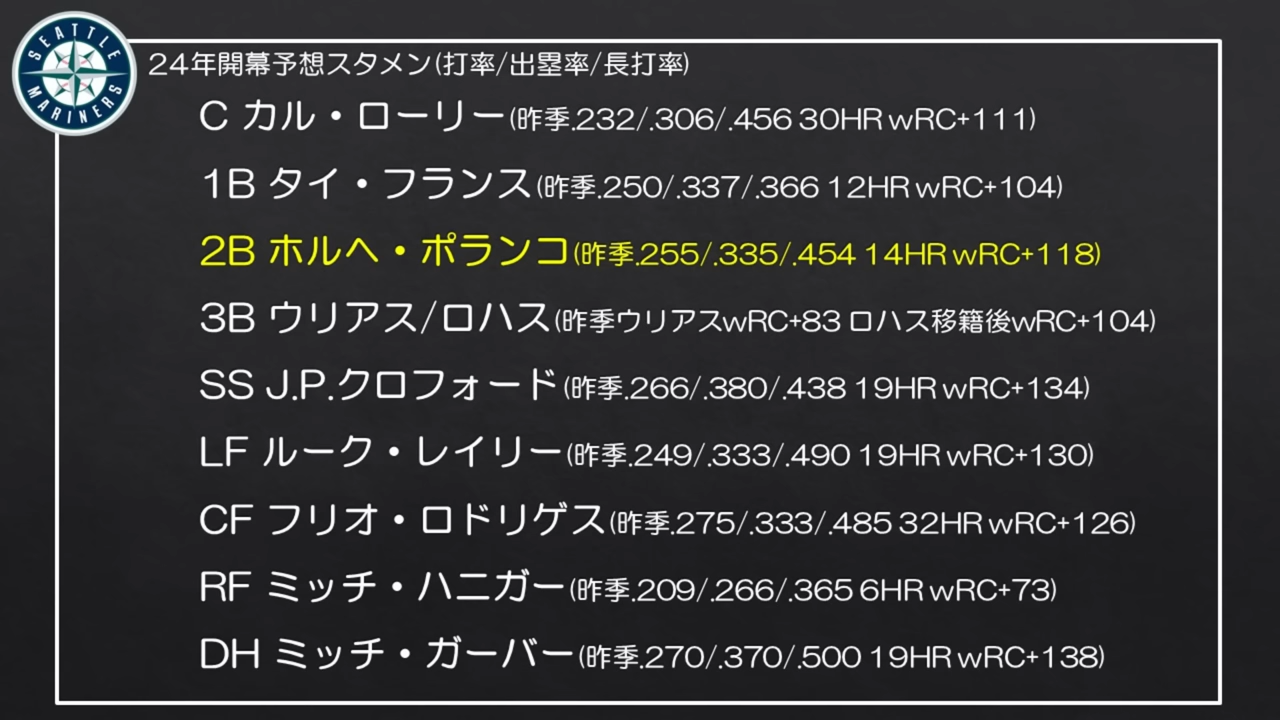 SEATTLE
MARINERS
24年開幕予想スタメン(打率/出塁率/長打率)
C カル・ローリー(昨季.232/.306/.456 30HR wRC+111)
1B タイ・フランス(昨季.250/.337/.366 12HR wRC+104)
2B ホルヘ・ポランコ(昨季.255/.335/.454 14HR wRC+118)
3B ウリアス/ロハス(昨季ウリアスwRC+83 ロハス移籍後wRC+104)
SS J.P.クロフォード(昨季.266/.380/.438 19HR wRC+134)
LF ルーク・レイリー(昨季.249/.333/.490 19HR wRC+130)
CF フリオ・ロドリゲス(昨季.275/.333/.485 32HR wRC+126)
RF ミッチ・ハニガー(昨季.209/.266/.365 6HR wRC+73)
DH ミッチ・ガーバー(昨季.270/.370/.500 19HR wRC+138)